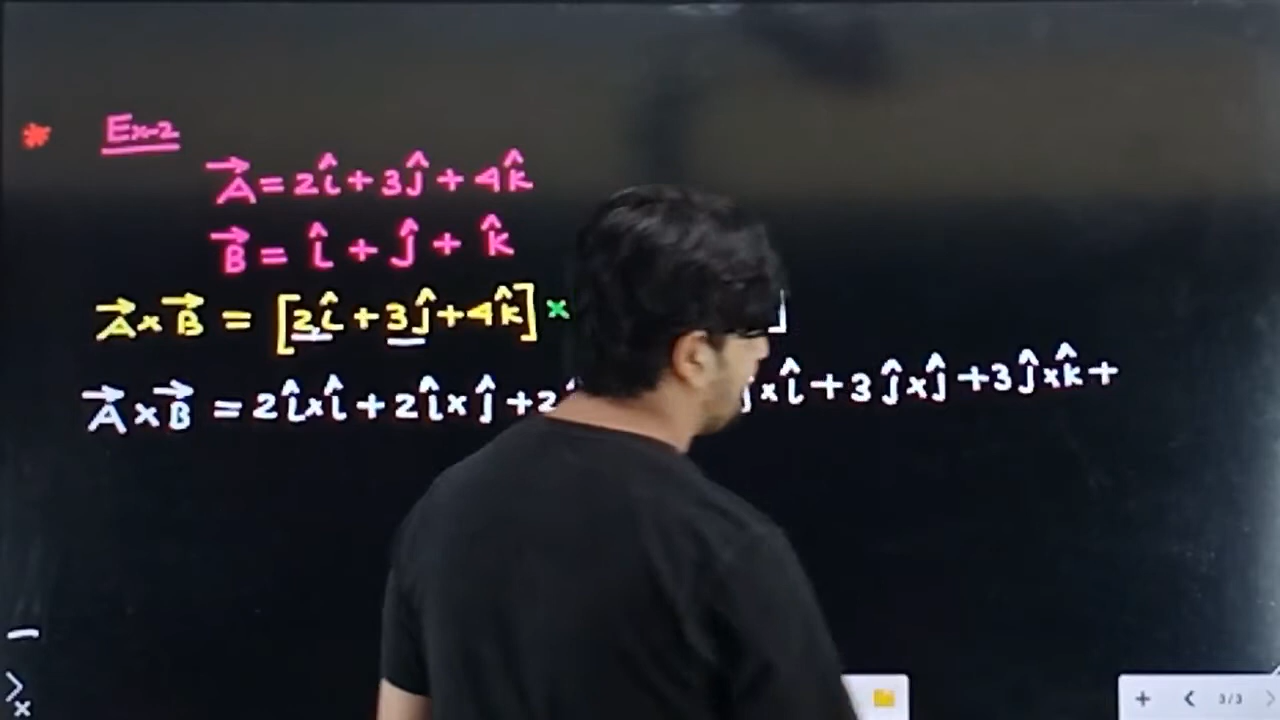 * Ex-2
A⃗ = 2î + 3ĵ + 4k̂
B⃗ = î + ĵ + k̂
A⃗ × B⃗ = [2î + 3ĵ + 4k̂] × ]
A⃗ × B⃗ = 2î × î + 2î × ĵ + 2 ĵ × î + 3ĵ × ĵ + 3ĵ × k̂ +
+ < 3/3 >